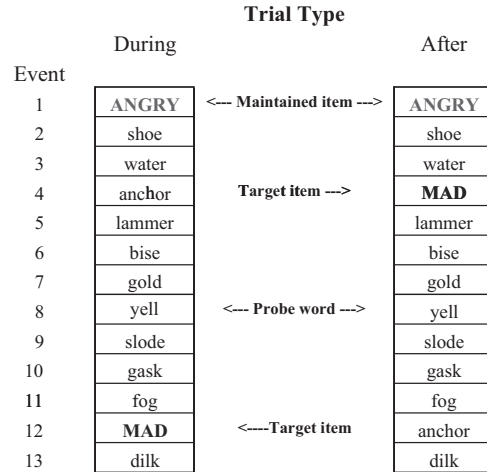 Trial Type
During After
Event
1 ANGRY <--- Maintained item ---> ANGRY
2 shoe shoe
3 water water
4 anchor Target item ---> MAD
5 lammer lammer
6 bise bise
7 gold gold
8 yell <--- Probe word ---> yell
9 slode slode
10 gask gask
11 fog fog
12 MAD <----Target item anchor
13 dilk dilk